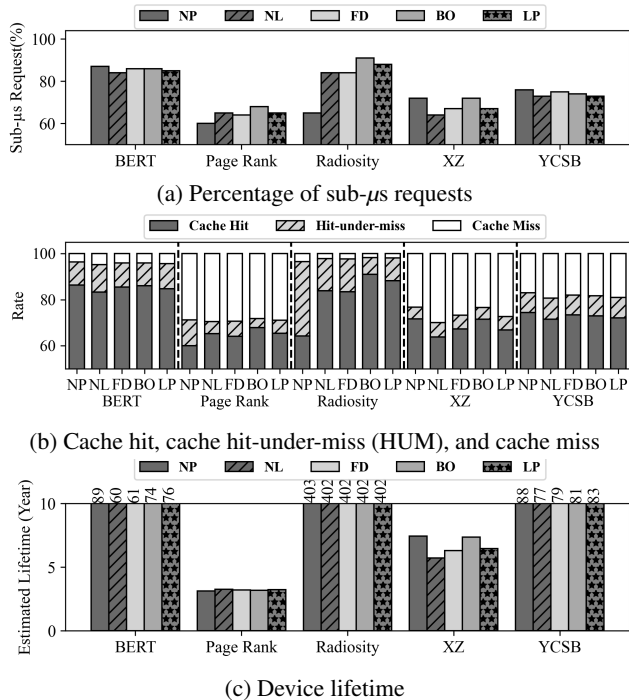 NP NL FD BO LP
Sub-μs Request(%)
100
80
60
BERT Page Rank Radiosity XZ YCSB
(a) Percentage of sub-μs requests
Cache Hit Hit-under-miss Cache Miss
Rate
100
80
60
NP NL FD BO LP NP NL FD BO LP NP NL FD BO LP NP NL FD BO LP NP NL FD BO LP
BERT Page Rank Radiosity XZ YCSB
(b) Cache hit, cache hit-under-miss (HUM), and cache miss
NP NL FD BO LP
Estimated Lifetime (Year)
10
5
0
89 60 61 74 76 403 402 402 402 402 88 77 79 81 83
BERT Page Rank Radiosity XZ YCSB
(c) Device lifetime